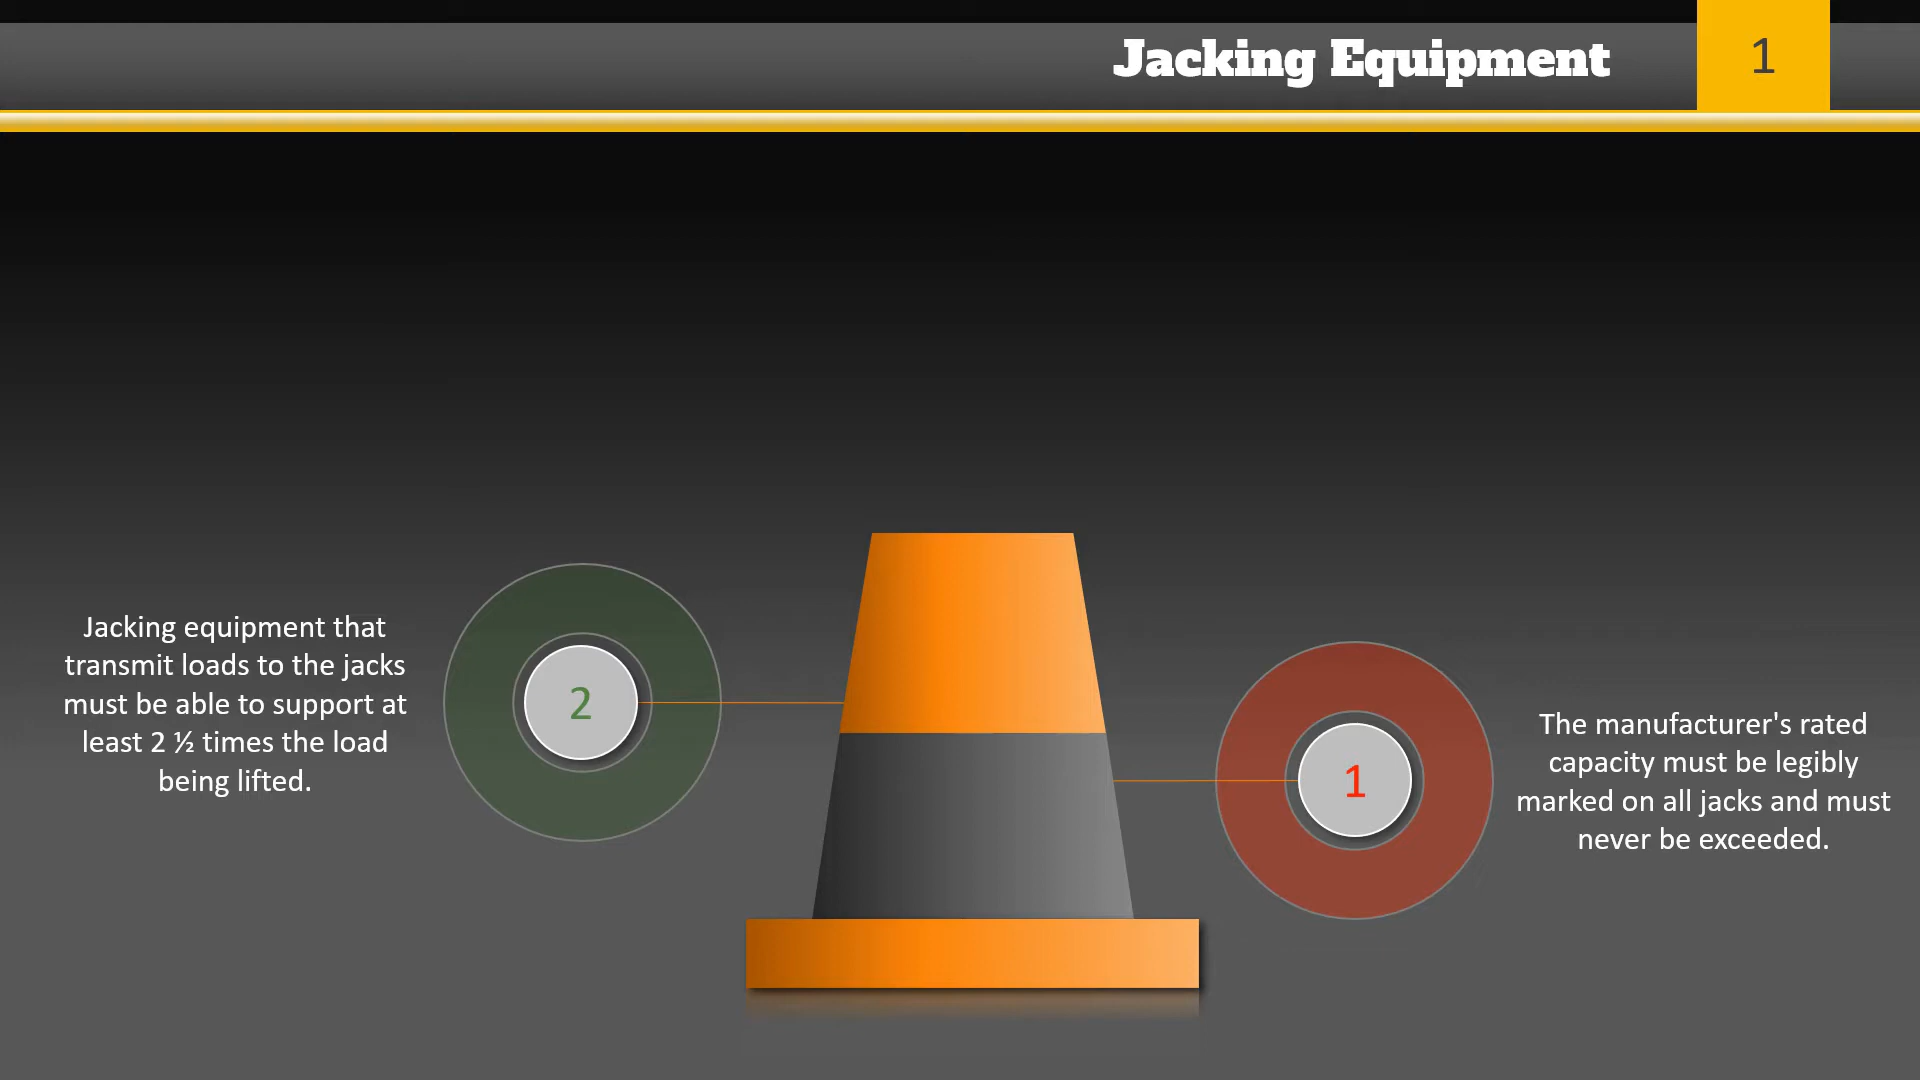 Jacking Equipment
1
Jacking equipment that
transmit loads to the jacks
must be able to support at
least 2 ½ times the load
being lifted.
2
1
The manufacturer's rated
capacity must be legibly
marked on all jacks and must
never be exceeded.